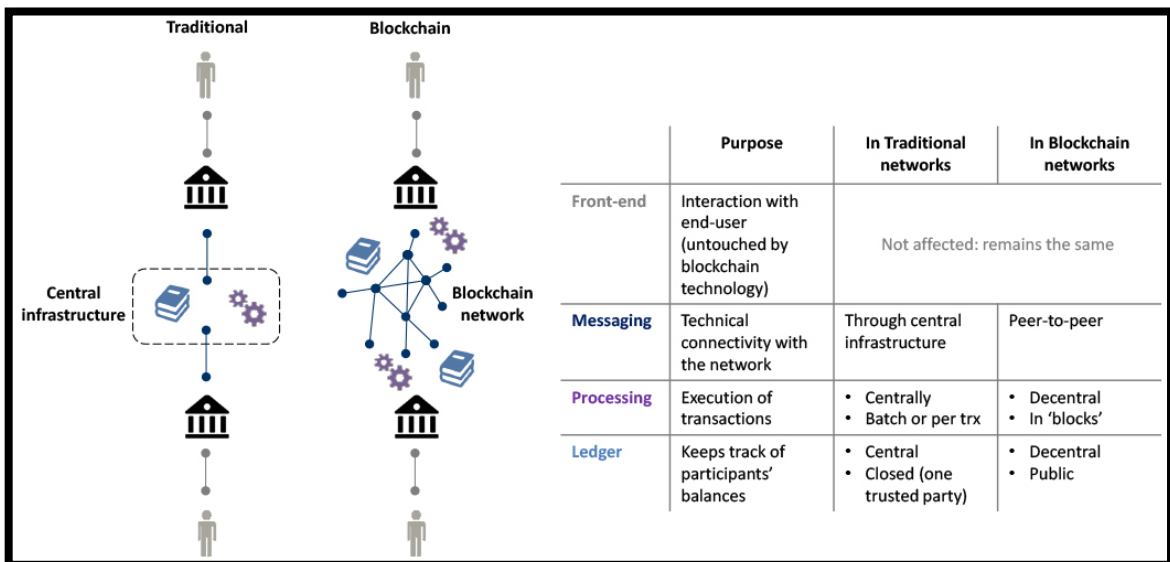 Traditional
Blockchain
Central
infrastructure
Blockchain
network
Purpose
In Traditional
networks
In Blockchain
networks
Front-end
Interaction with
end-user
(untouched by
blockchain
technology)
Not affected: remains the same
Messaging
Technical
connectivity with
the network
Through central
infrastructure
Peer-to-peer
Processing
Execution of
transactions
• Centrally
• Batch or per trx
• Decentral
• In ‘blocks’
Ledger
Keeps track of
participants’
balances
• Central
• Closed (one
trusted party)
• Decentral
• Public